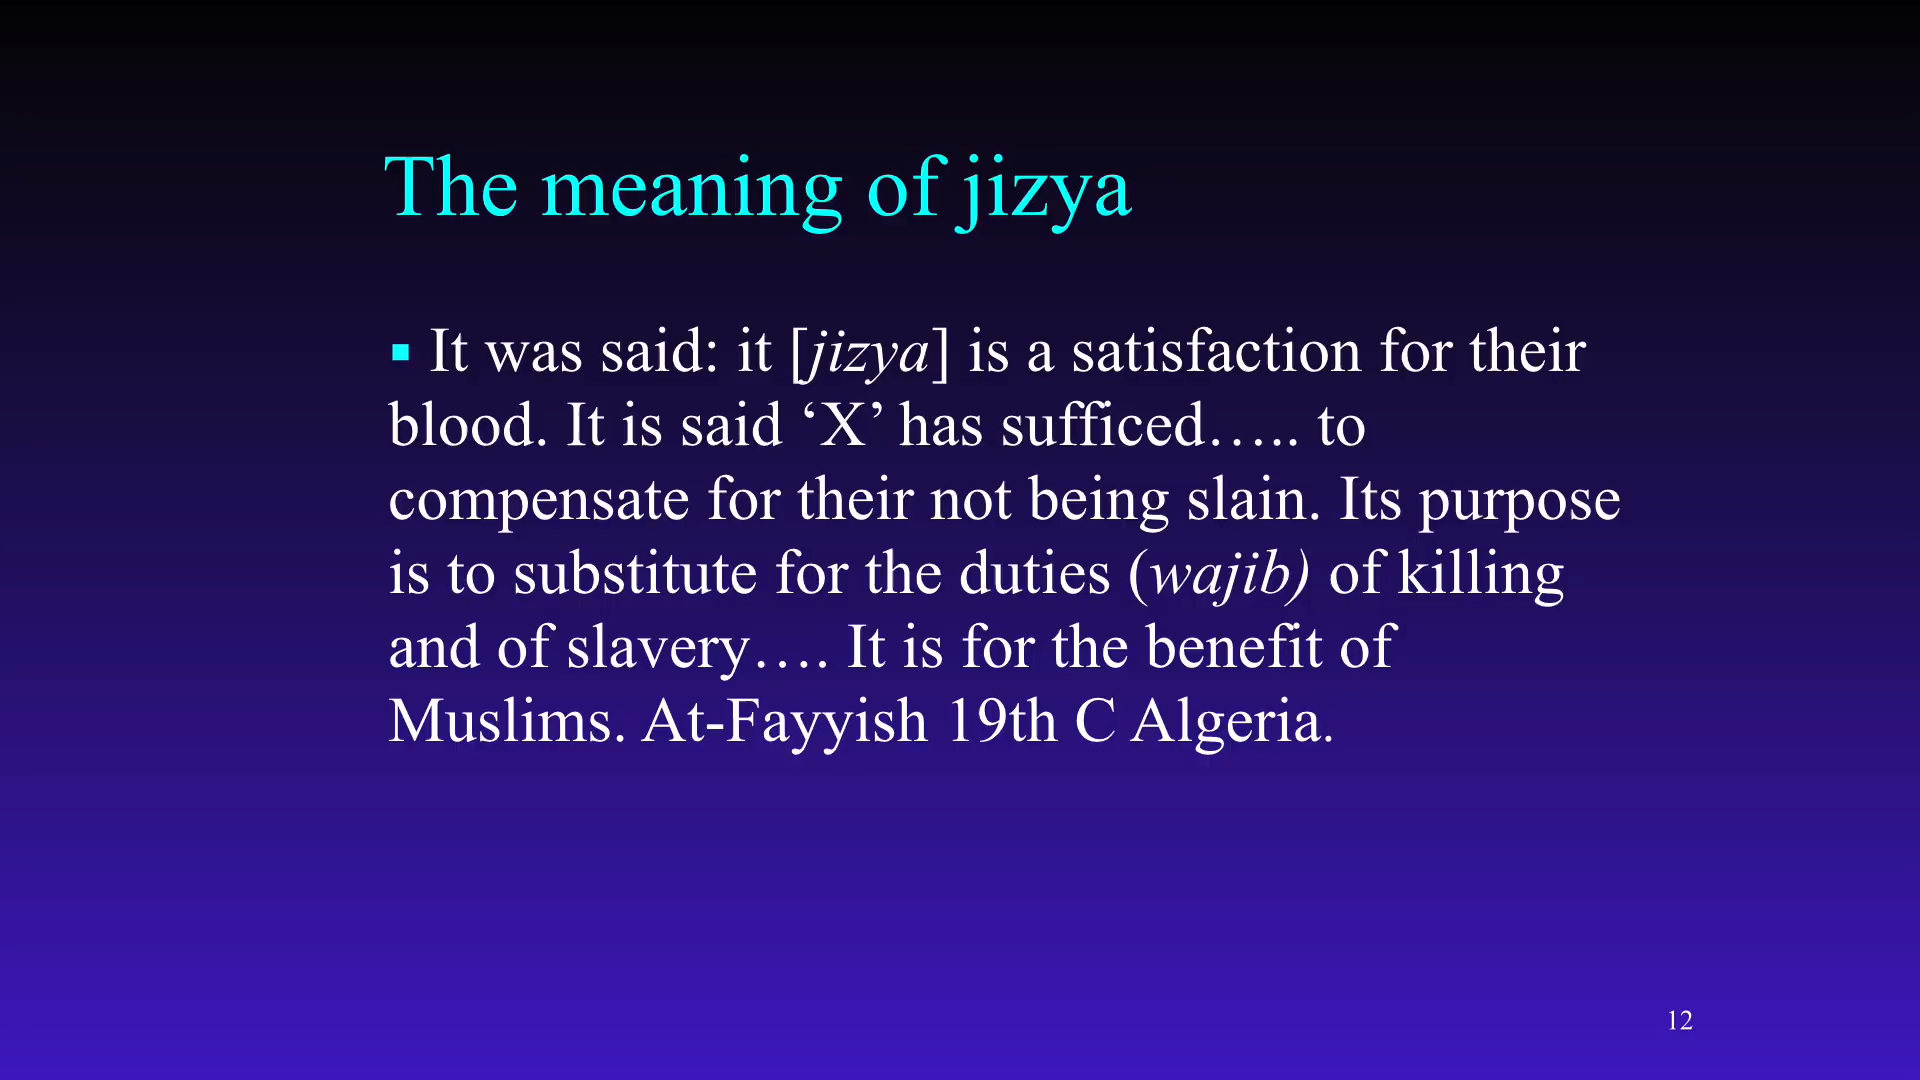 The meaning of jizya
▪ It was said: it [jizya] is a satisfaction for their
blood. It is said ‘X’ has sufficed….. to
compensate for their not being slain. Its purpose
is to substitute for the duties (wajib) of killing
and of slavery…. It is for the benefit of
Muslims. At-Fayyish 19th C Algeria.
12